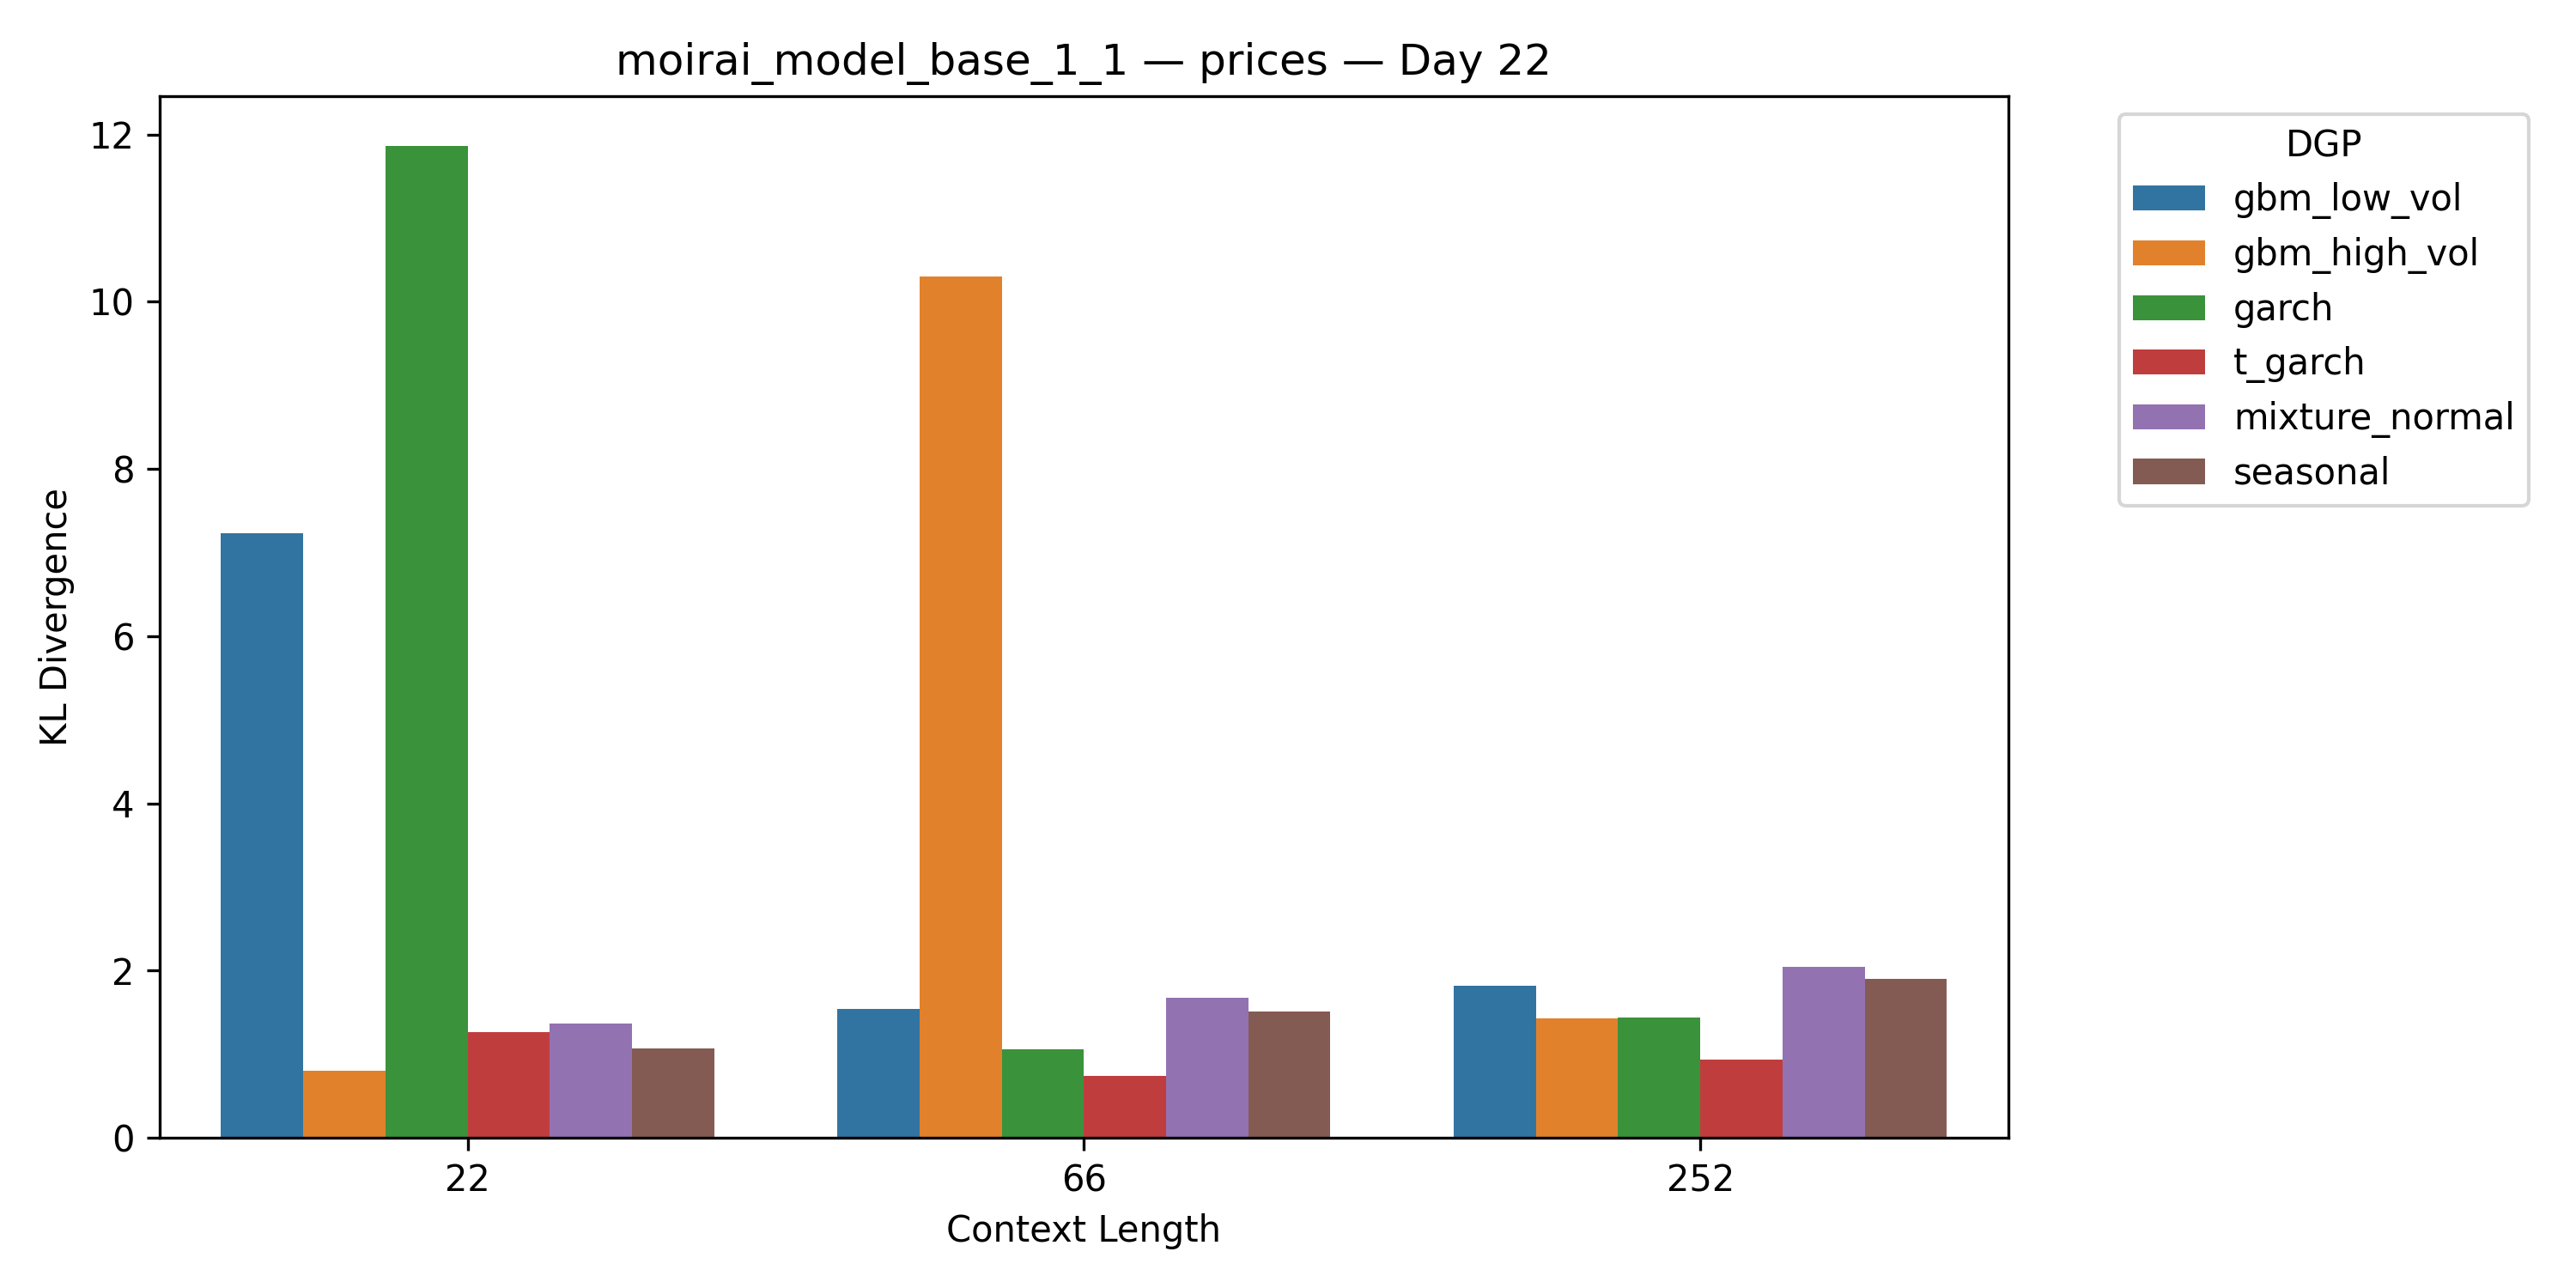 moirai_model_base_1_1 — prices — Day 22
KL Divergence
12
10
8
6
4
2
0
22
66
252
Context Length
DGP
gbm_low_vol
gbm_high_vol
garch
t_garch
mixture_normal
seasonal